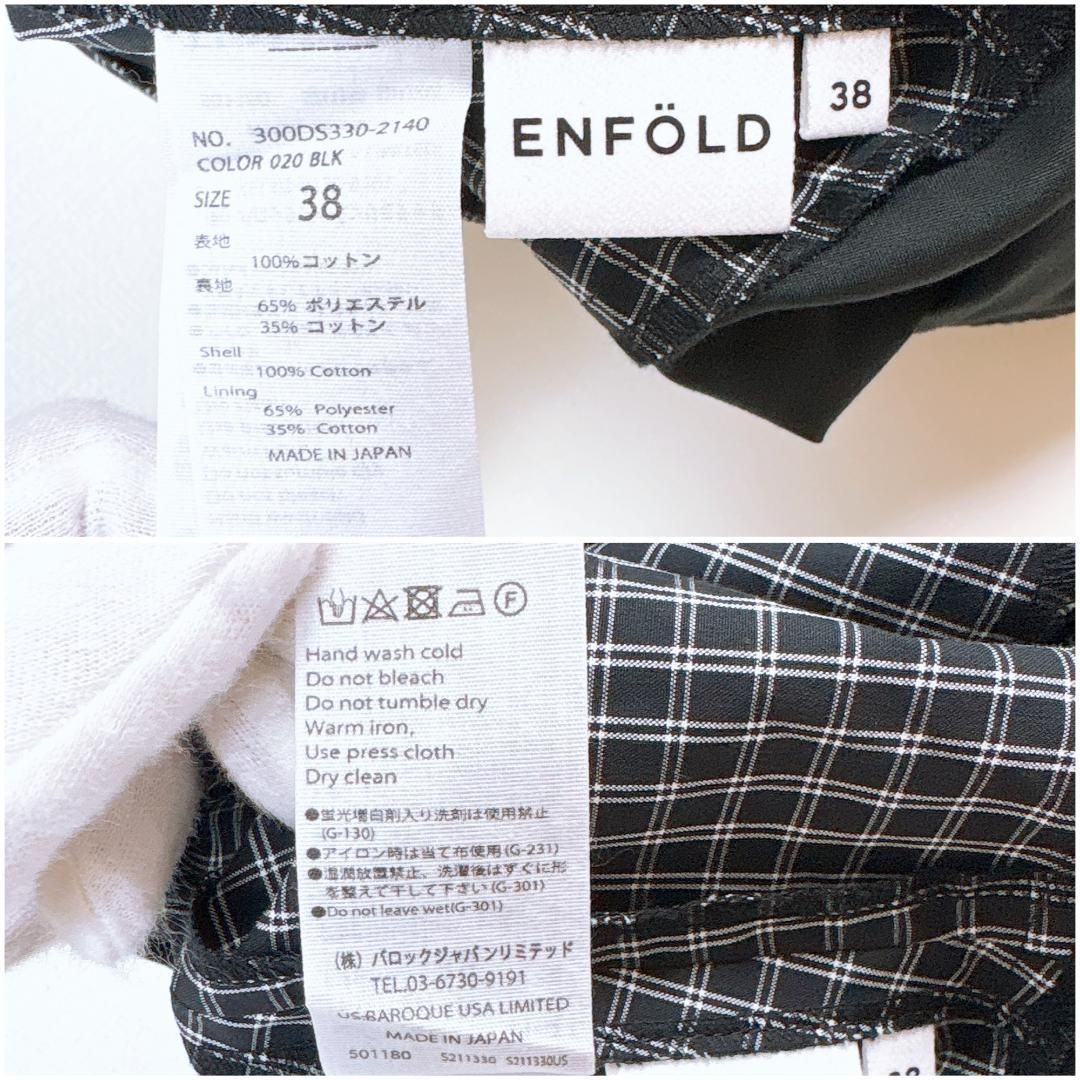 NO. 300DS330-2140
COLOR 020 BLK
SIZE 38
表地
100%コットン
裏地
65% ポリエステル
35% コットン
Shell
100% Cotton
Lining
65% Polyester
35% Cotton
MADE IN JAPAN
ENFÖLD
38
F
Hand wash cold
Do not bleach
Do not tumble dry
Warm iron,
Use press cloth
Dry clean
●蛍光増白剤入り洗剤は使用禁止
(G-130)
●アイロン時は当て布使用(G-231)
●湿潤放置禁止、洗濯後はすぐに形
を整えて干して下さい(G-301)
●Do not leave wet(G-301)
(株) バロックジャパンリミテッド
TEL.03-6730-9191
US.BAROQUE USA LIMITED
MADE IN JAPAN
501180 S211330 S211330US